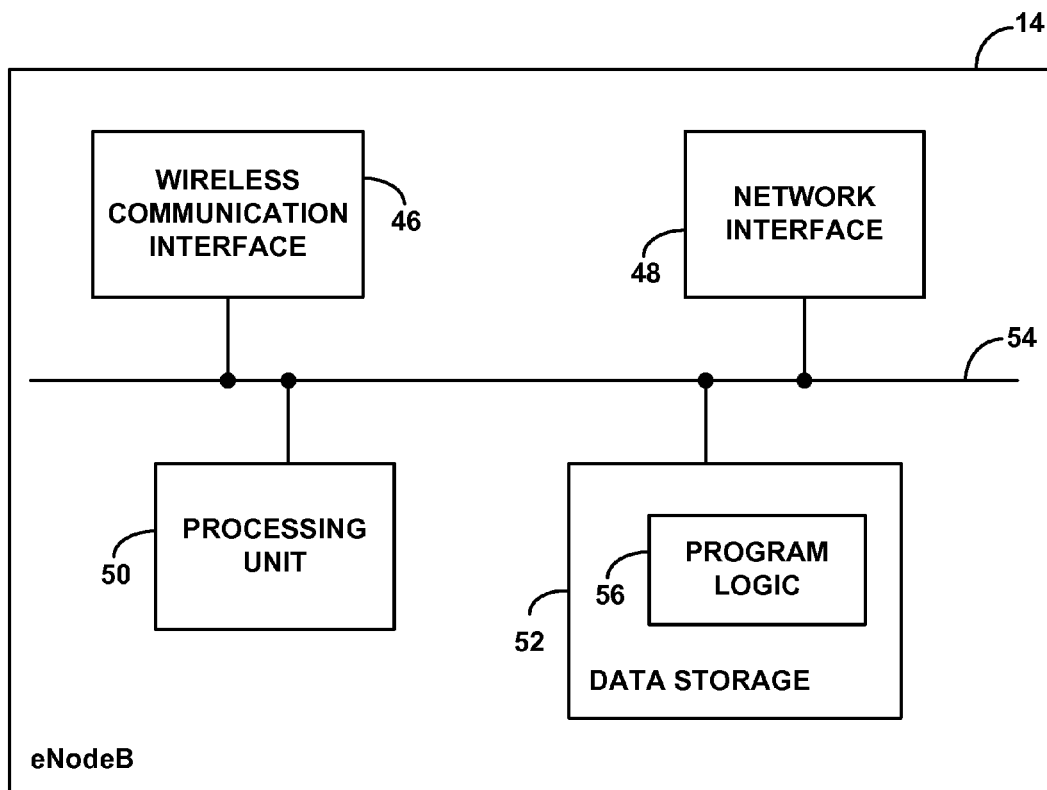 14
WIRELESS
COMMUNICATION
INTERFACE
46
NETWORK
INTERFACE
48
54
PROCESSING
UNIT
50
PROGRAM
LOGIC
56
52
DATA STORAGE
eNodeB